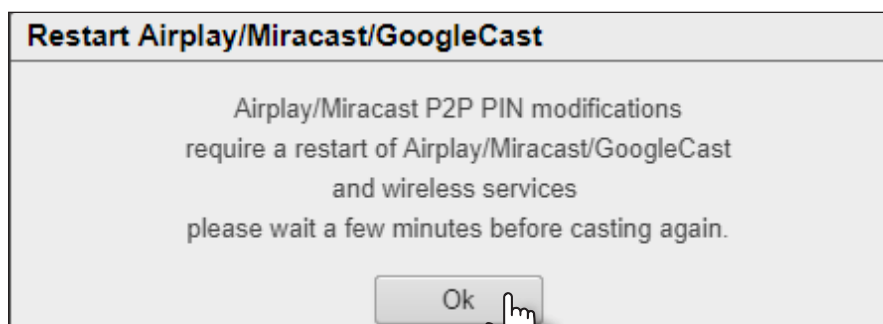 Restart Airplay/Miracast/GoogleCast
Airplay/Miracast P2P PIN modifications
require a restart of Airplay/Miracast/GoogleCast
and wireless services
please wait a few minutes before casting again.
Ok